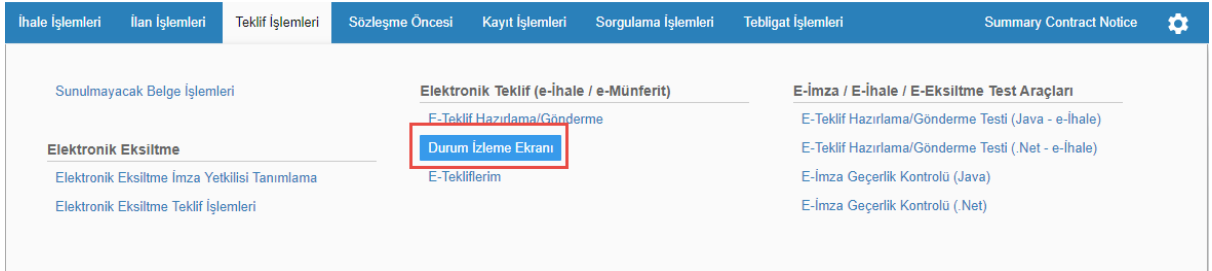 İhale İşlemleri İlan İşlemleri Teklif İşlemleri Sözleşme Öncesi Kayıt İşlemleri Sorgulama İşlemleri Tebligat İşlemleri Summary Contract Notice
Sunulmayacak Belge İşlemleri
Elektronik Eksiltme
Elektronik Eksiltme İmza Yetkilisi Tanımlama
Elektronik Eksiltme Teklif İşlemleri
Elektronik Teklif (e-İhale / e-Münferit)
E-Teklif Hazırlama/Gönderme
Durum İzleme Ekranı
E-Tekliflerim
E-İmza / E-İhale / E-Eksiltme Test Araçları
E-Teklif Hazırlama/Gönderme Testi (Java - e-İhale)
E-Teklif Hazırlama/Gönderme Testi (.Net - e-İhale)
E-İmza Geçerlik Kontrolü (Java)
E-İmza Geçerlik Kontrolü (.Net)